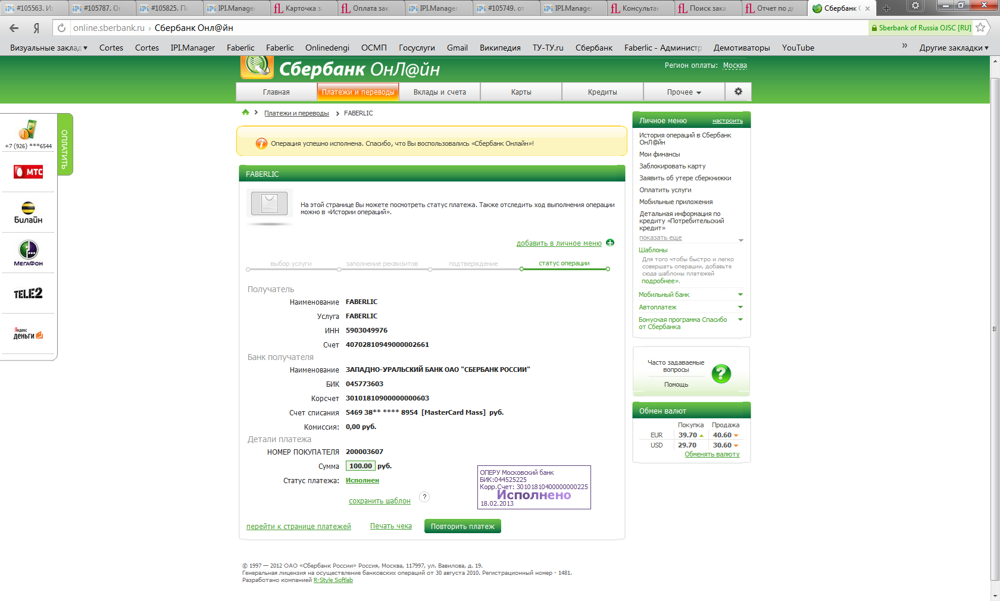 #105563. Из
#105787. Оп
#105825. По
IPI.Manager
Карточка за
Оплата зак
IPI.Manager
#105749. от
IPI.Manager
Консультан
Поиск зака
Отчет по д
Сбербанк О
Я
online.sberbank.ru › Сбербанк Онл@йн
Sberbank of Russia OJSC [RU]
Визуальные заклад
Cortes
Cortes
IPI.Manager
Faberlic
Faberlic
Onlinedengi
ОСМП
Госуслуги
Gmail
Википедия
ТУ-ТУ.ru
Сбербанк
Faberlic - Администр
Демотиваторы
YouTube
»
Другие закладки
Сбербанк ОнЛ@йн
Регион оплаты: Москва
Главная
Платежи и переводы
Вклады и счета
Карты
Кредиты
Прочее
+7 (926) ***6544
ОПЛАТИТЬ
МТС
Билайн
МегаФон
TELE2
Яндекс
деньги
Платежи и переводы
FABERLIC
Операция успешно исполнена. Спасибо, что Вы воспользовались «Сбербанк Онлайн»!
FABERLIC
На этой странице Вы можете посмотреть статус платежа. Также отследить ход выполнения операции
можно в «Истории операций».
добавить в личное меню
выбор услуги
заполнение реквизитов
подтверждение
статус операции
Получатель
Наименование FABERLIC
Услуга FABERLIC
ИНН 5903049976
Счет 40702810949000002661
Банк получателя
Наименование ЗАПАДНО-УРАЛЬСКИЙ БАНК ОАО "СБЕРБАНК РОССИИ"
БИК 045773603
Корсчет 30101810900000000603
Счет списания 5469 38** **** 8954 [MasterCard Mass] руб.
Комиссия: 0,00 руб.
Детали платежа
НОМЕР ПОКУПАТЕЛЯ 200003607
Сумма 100.00 руб.
Статус платежа: Исполнен
сохранить шаблон ?
ОПЕРУ Московский банк
БИК:044525225
Корр.Счет: 30101810400000000225
Исполнено
18.02.2013
перейти к странице платежей
Печать чека
Повторить платеж
Личное меню настроить
История операций в Сбербанк
ОнЛ@йн
Мои финансы
Заблокировать карту
Заявить об утере сберкнижки
Оплатить услуги
Мобильные приложения
Детальная информация по
кредиту «Потребительский
кредит»
показать еще
Шаблоны
Для того чтобы быстро и легко
совершать операции, добавьте
сюда шаблоны платежей
подробнее».
Мобильный банк
Автоплатеж
Бонусная программа Спасибо
от Сбербанка
Часто задаваемые
вопросы
Помощь
?
Обмен валют
Покупка Продажа
EUR 39.70 40.60
USD 29.70 30.60
Обменять валюту
© 1997 — 2012 ОАО «Сбербанк России» Россия, Москва, 117997, ул. Вавилова, д. 19.
Генеральная лицензия на осуществление банковских операций от 30 августа 2010. Регистрационный номер - 1481.
Разработано компанией R-Style Softlab